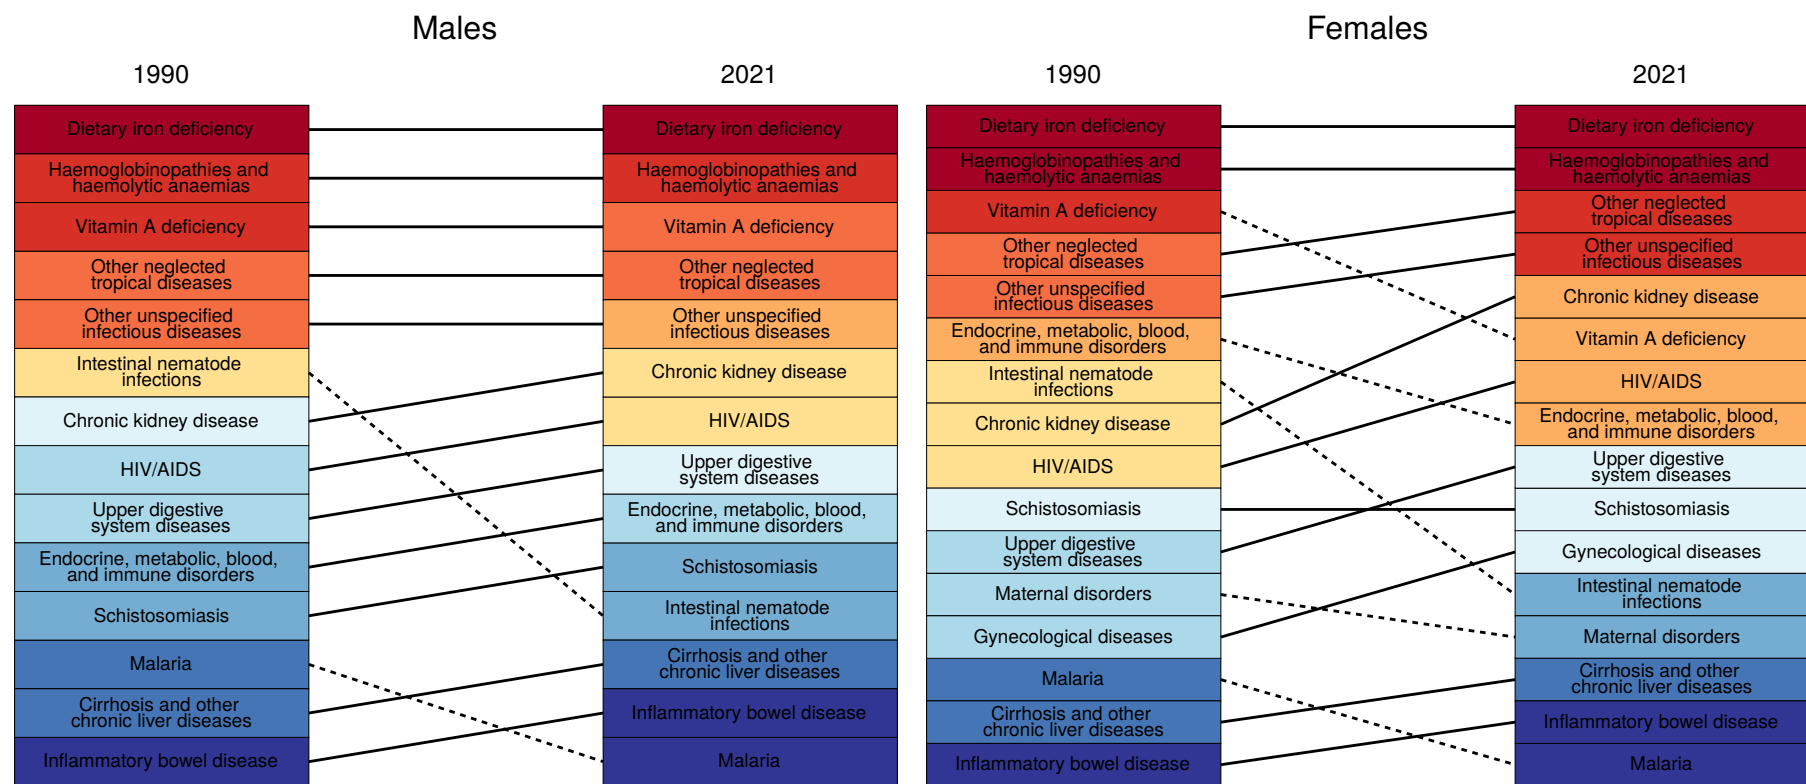 Males
1990
2021
Dietary iron deficiency
Haemoglobinopathies and
haemolytic anaemias
Vitamin A deficiency
Other neglected
tropical diseases
Other unspecified
infectious diseases
Intestinal nematode
infections
Chronic kidney disease
HIV/AIDS
Upper digestive
system diseases
Endocrine, metabolic, blood,
and immune disorders
Schistosomiasis
Malaria
Cirrhosis and other
chronic liver diseases
Inflammatory bowel disease
Dietary iron deficiency
Haemoglobinopathies and
haemolytic anaemias
Vitamin A deficiency
Other neglected
tropical diseases
Other unspecified
infectious diseases
Chronic kidney disease
HIV/AIDS
Upper digestive
system diseases
Endocrine, metabolic, blood,
and immune disorders
Schistosomiasis
Intestinal nematode
infections
Cirrhosis and other
chronic liver diseases
Inflammatory bowel disease
Malaria
Females
1990
2021
Dietary iron deficiency
Haemoglobinopathies and
haemolytic anaemias
Vitamin A deficiency
Other neglected
tropical diseases
Other unspecified
infectious diseases
Endocrine, metabolic, blood,
and immune disorders
Intestinal nematode
infections
Chronic kidney disease
HIV/AIDS
Schistosomiasis
Upper digestive
system diseases
Maternal disorders
Gynecological diseases
Malaria
Cirrhosis and other
chronic liver diseases
Inflammatory bowel disease
Dietary iron deficiency
Haemoglobinopathies and
haemolytic anaemias
Other neglected
tropical diseases
Other unspecified
infectious diseases
Chronic kidney disease
Vitamin A deficiency
HIV/AIDS
Endocrine, metabolic, blood,
and immune disorders
Upper digestive
system diseases
Schistosomiasis
Gynecological diseases
Intestinal nematode
infections
Maternal disorders
Cirrhosis and other
chronic liver diseases
Inflammatory bowel disease
Malaria